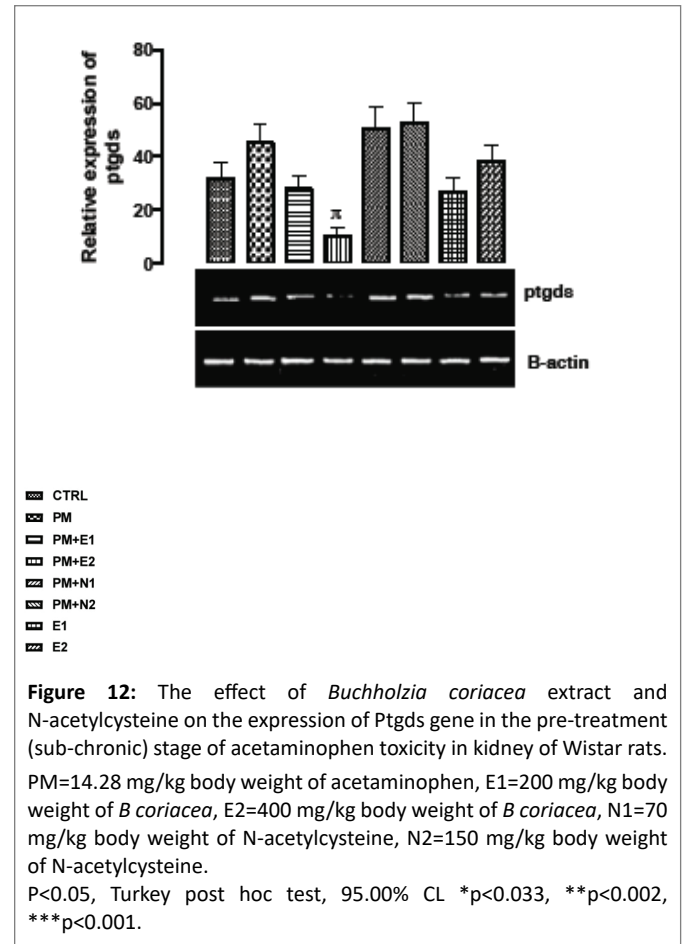 80
60
40
20
0
Relative expression of
ptgds
π
ptgds
B-actin
CTRL
PM
PM+E1
PM+E2
PM+N1
PM+N2
E1
E2
Figure 12: The effect of Buchholzia coriacea extract and
N-acetylcysteine on the expression of Ptgds gene in the pre-treatment
(sub-chronic) stage of acetaminophen toxicity in kidney of Wistar rats.
PM=14.28 mg/kg body weight of acetaminophen, E1=200 mg/kg body
weight of B coriacea, E2=400 mg/kg body weight of B coriacea, N1=70
mg/kg body weight of N-acetylcysteine, N2=150 mg/kg body weight
of N-acetylcysteine.
P<0.05, Turkey post hoc test, 95.00% CL *p<0.033, **p<0.002,
***p<0.001.